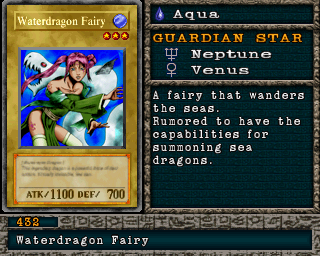 Waterdragon Fairy
ATK/1100 DEF/ 700
Aqua
GUARDIAN STAR
Neptune
Venus
A fairy that wanders
the seas.
Rumored to have the
capabilities for
summoning sea
dragons.
432
Waterdragon Fairy